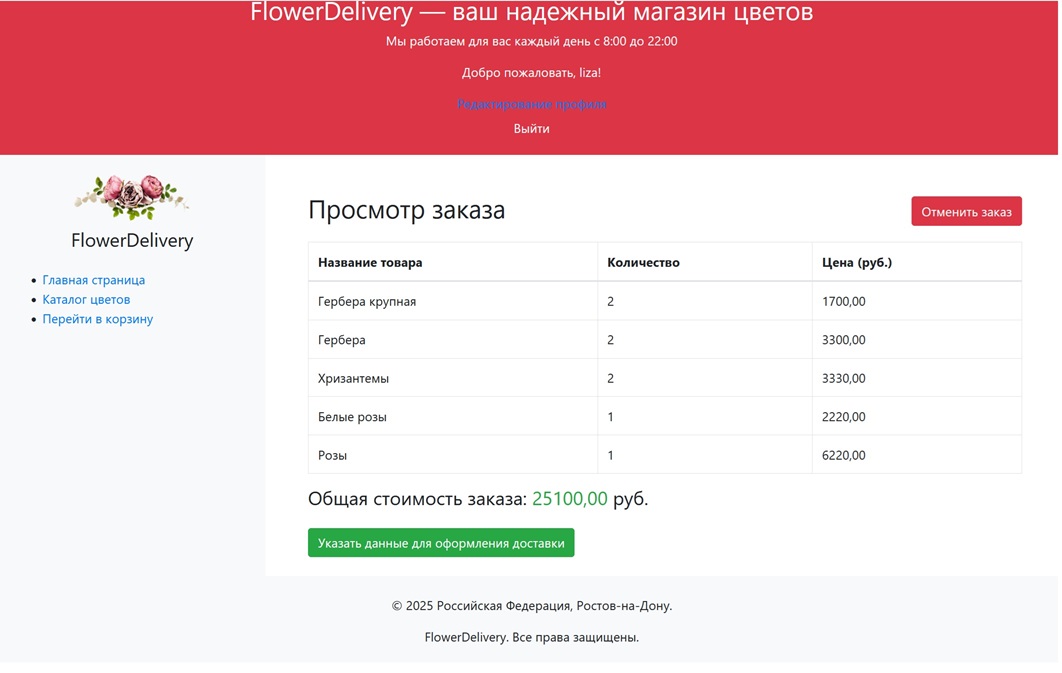 FlowerDelivery — ваш надежный магазин цветов
Мы работаем для вас каждый день с 8:00 до 22:00
Добро пожаловать, liza!
Редактирование профиля
Выйти
FlowerDelivery
Главная страница
Каталог цветов
Перейти в корзину
Просмотр заказа
Отменить заказ
Название товара Количество Цена (руб.)
Гербера крупная 2 1700,00
Гербера 2 3300,00
Хризантемы 2 3330,00
Белые розы 1 2220,00
Розы 1 6220,00
Общая стоимость заказа: 25100,00 руб.
Указать данные для оформления доставки
© 2025 Российская Федерация, Ростов-на-Дону.
FlowerDelivery. Все права защищены.